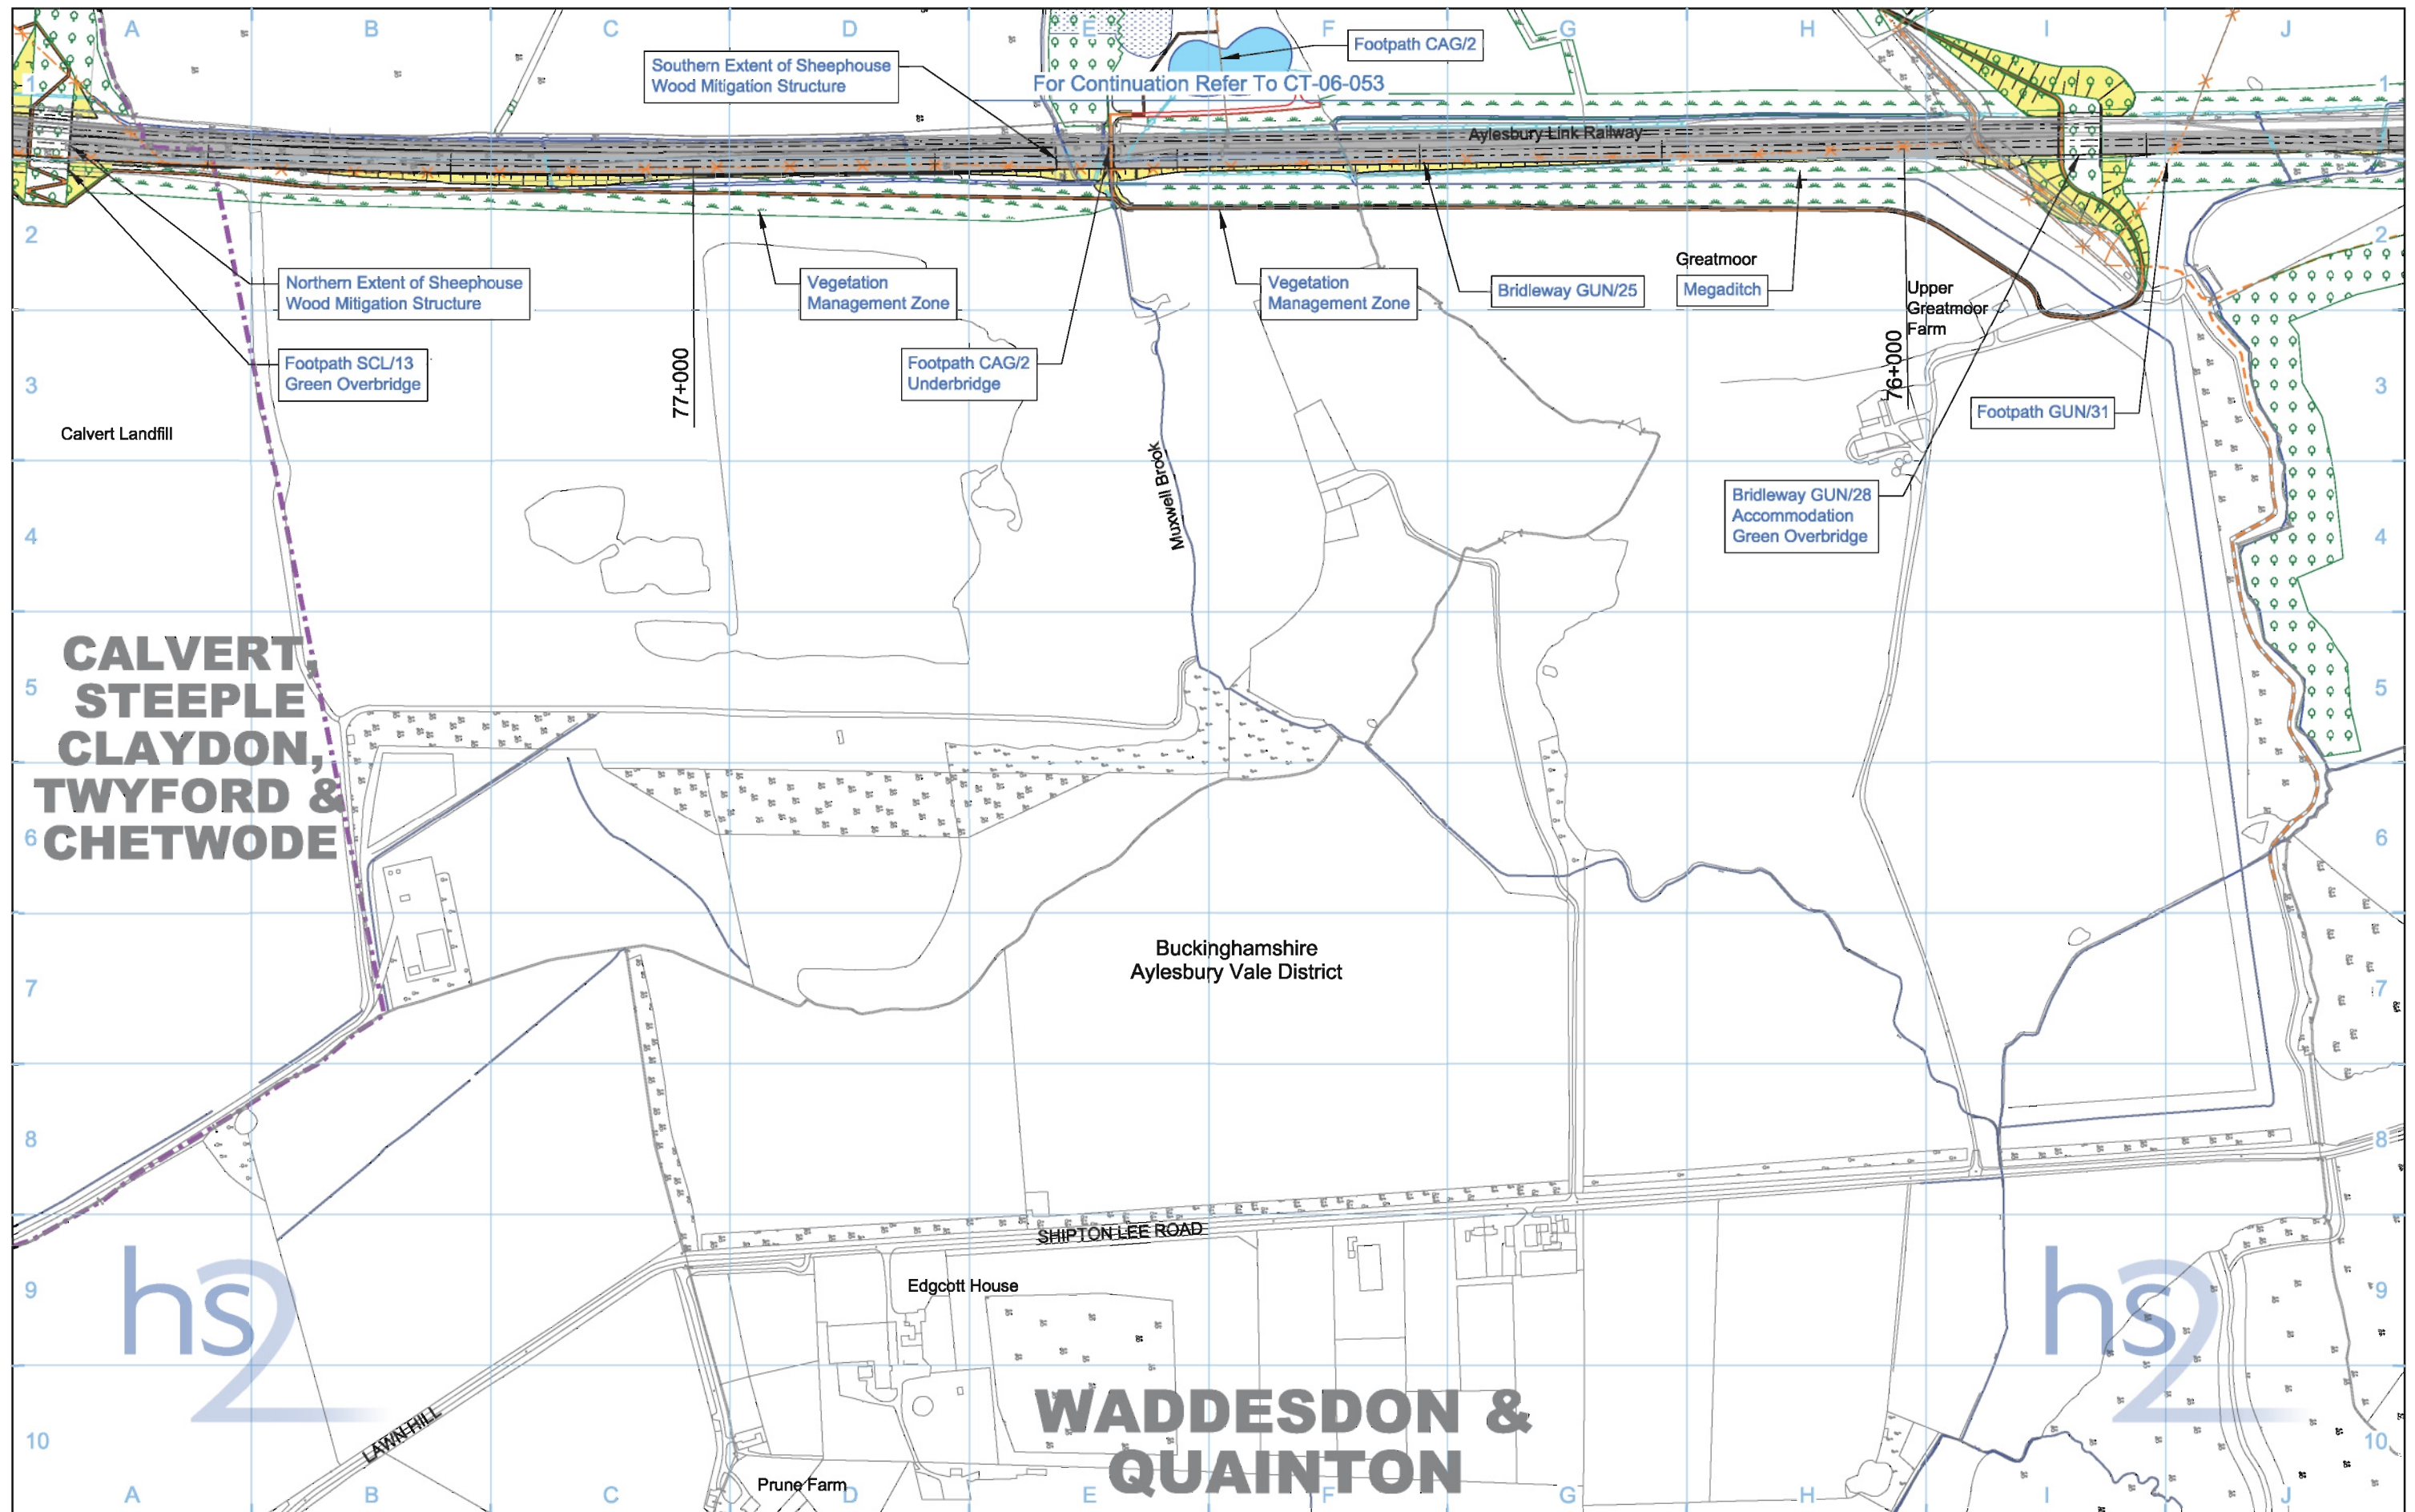 A B C D E F G H I J
Footpath CAG/2
Southern Extent of Sheephouse
Wood Mitigation Structure
For Continuation Refer To CT-06-053
1
1
Aylesbury Link Railway
2
2
Northern Extent of Sheephouse
Wood Mitigation Structure
Vegetation
Management Zone
Vegetation
Management Zone
Bridleway GUN/25
Greatmoor
Megaditch
Upper
Greatmoor
Farm
Footpath SCL/13
Green Overbridge
77+000
Footpath CAG/2
Underbridge
76+000
3
3
Footpath GUN/31
Calvert Landfill
Muxwell Brook
Bridleway GUN/28
Accommodation
Green Overbridge
4
4
CALVERT,
STEEPLE
CLAYDON,
TWYFORD &
CHETWODE
5
5
6
6
Buckinghamshire
Aylesbury Vale District
7
7
8
8
SHIPTON LEE ROAD
hs2
hs2
Edgcott House
9
9
WADDESDON &
QUAINTON
LAWN HILL
10
10
Prune Farm
A B C D E F G H I J